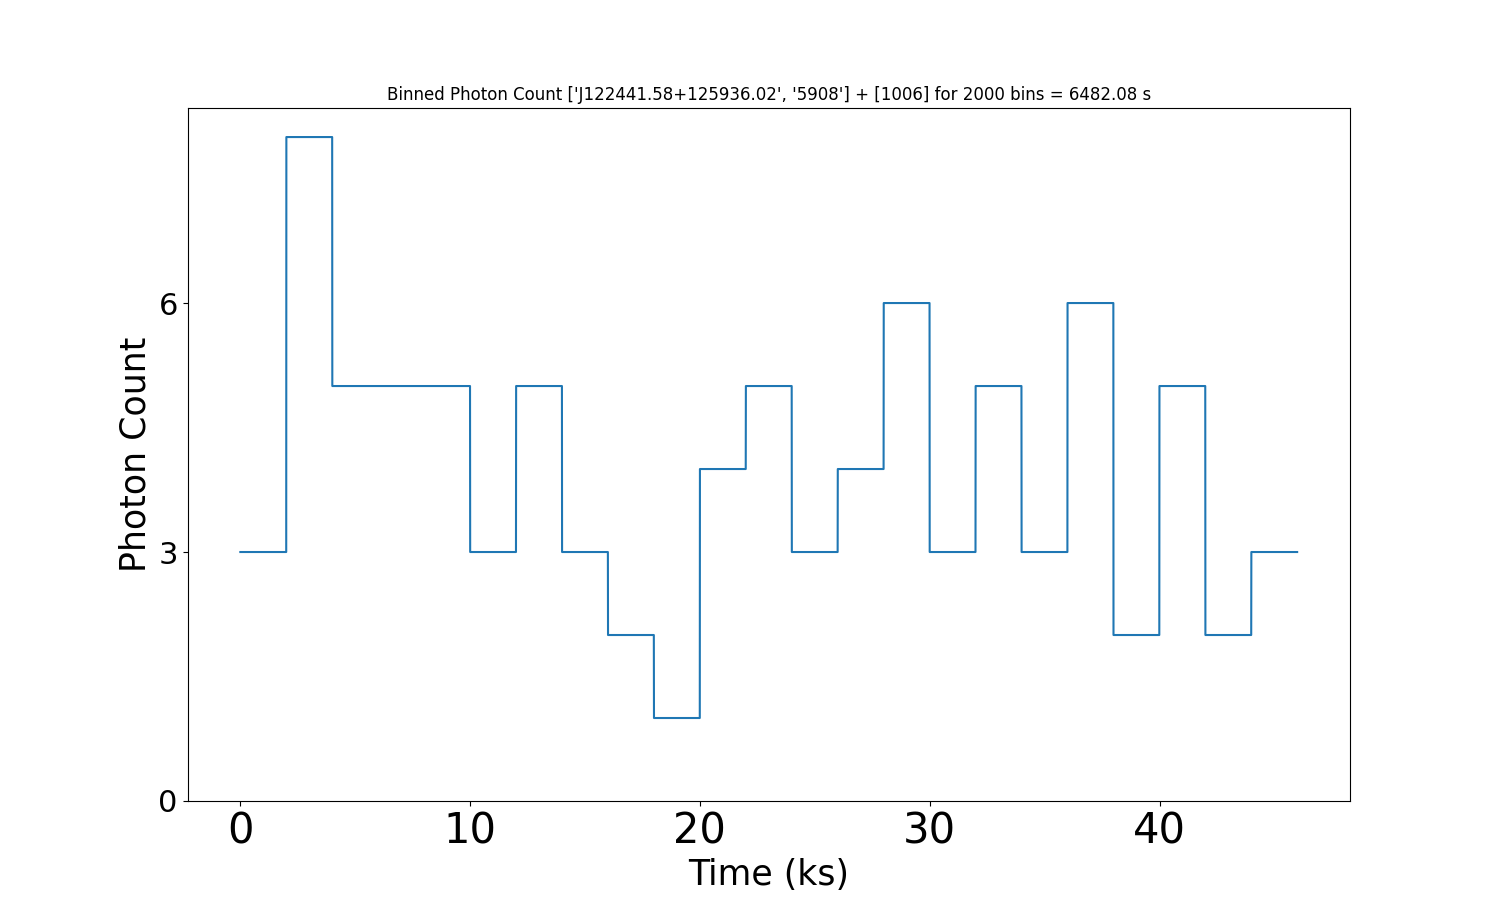 Binned Photon Count ['J122441.58+125936.02', '5908'] + [1006] for 2000 bins = 6482.08 s
6
3
0
Photon Count
0 10 20 30 40
Time (ks)